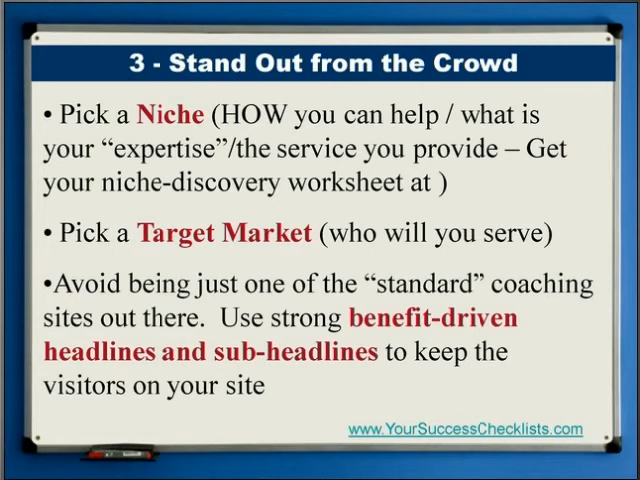 3 - Stand Out from the Crowd
• Pick a Niche (HOW you can help / what is
your “expertise”/the service you provide – Get
your niche-discovery worksheet at )
• Pick a Target Market (who will you serve)
•Avoid being just one of the “standard” coaching
sites out there.  Use strong benefit-driven
headlines and sub-headlines to keep the
visitors on your site
www.YourSuccessChecklists.com